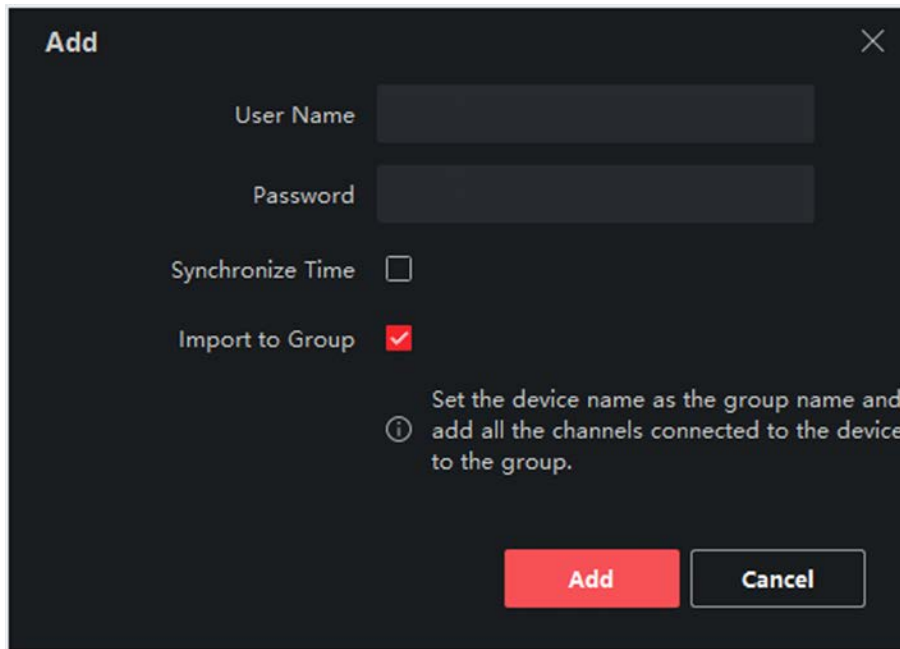 Add
User Name
Password
Synchronize Time
Import to Group
Set the device name as the group name and
add all the channels connected to the device
to the group.
Add
Cancel